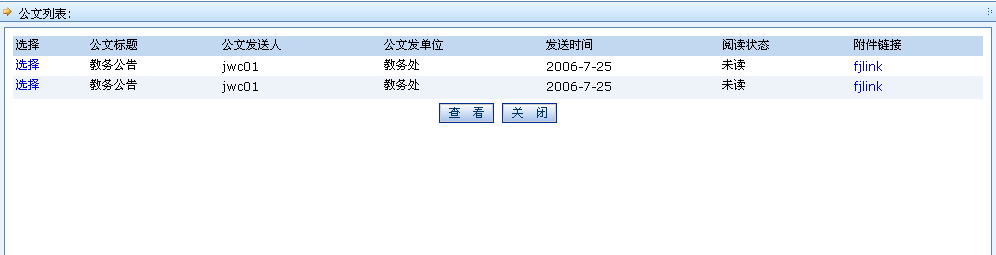 公文列表:
选择 公文标题 公文发送人 公文发单位 发送时间 阅读状态 附件链接
选择 教务公告 jwc01 教务处 2006-7-25 未读 fjlink
选择 教务公告 jwc01 教务处 2006-7-25 未读 fjlink
查 看 关 闭